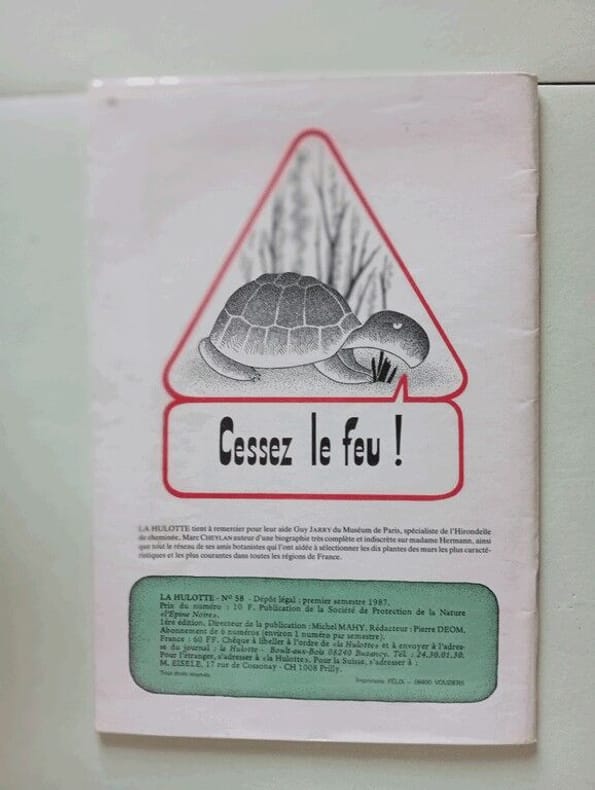 Cessez le feu !
LA HULOTTE tient à remercier pour leur aide Guy JARRY du Muséum de Paris, spécialiste de l'Hirondelle
de cheminée, Marc CHEYLAN auteur d'une biographie très complète et indiscrète sur madame Hermann, ainsi
que tout le réseau de ses amis botanistes qui l'ont aidée à sélectionner les dix plantes des murs les plus caracté-
ristiques et les plus courantes dans toutes les régions de France.
LA HULOTTE - N° 58 - Dépôt légal : premier semestre 1987.
Prix du numéro : 10 F. Publication de la Société de Protection de la Nature
«l'Epine Noire».
1ère édition. Directeur de la publication : Michel MAHY. Rédacteur : Pierre DEOM.
Abonnement de 6 numéros (environ 1 numéro par semestre).
France : 60 FF. Chèque à libeller à l'ordre de «la Hulotte» et à envoyer à l'adres-
se du journal : la Hulotte - Boult-aux-Bois 08240 Buzancy. Tél : 24.30.01.30.
Pour l'étranger, s'adresser à «la Hulotte». Pour la Suisse, s'adresser à :
M. EISELE, 17 rue de Cossonay - CH 1008 Prilly.
Tous droits réservés
Imprimerie FÉLIX - 08400 VOUZIERS